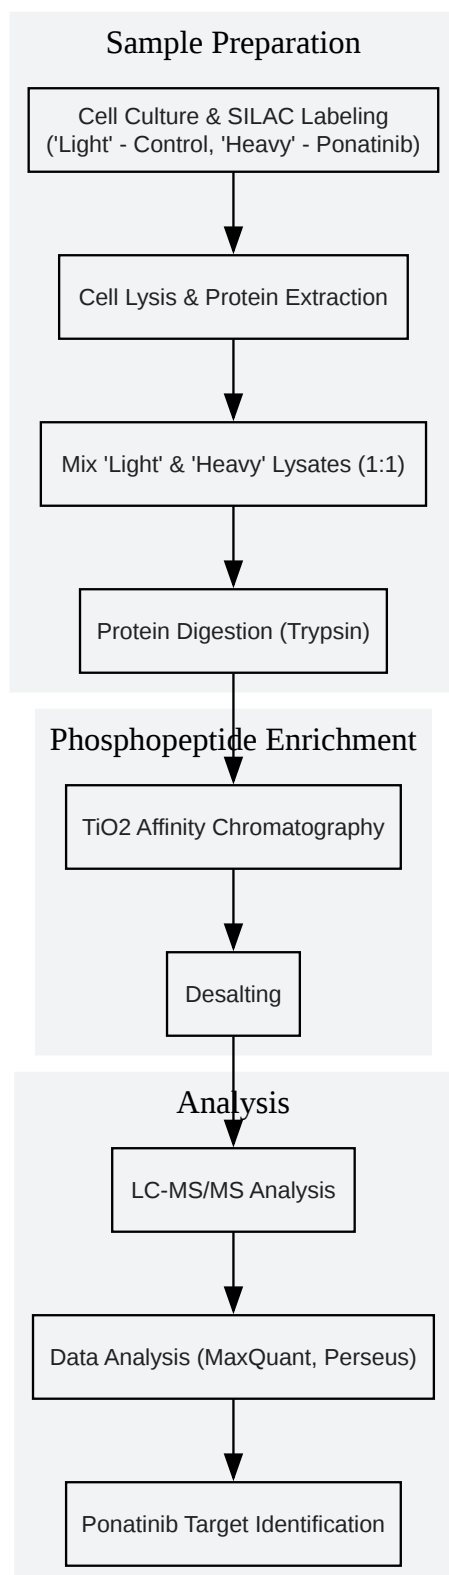 Sample Preparation
Cell Culture & SILAC Labeling
('Light' - Control, 'Heavy' - Ponatinib)
Cell Lysis & Protein Extraction
Mix 'Light' & 'Heavy' Lysates (1:1)
Protein Digestion (Trypsin)
Phosphopeptide Enrichment
TiO2 Affinity Chromatography
Desalting
Analysis
LC-MS/MS Analysis
Data Analysis (MaxQuant, Perseus)
Ponatinib Target Identification